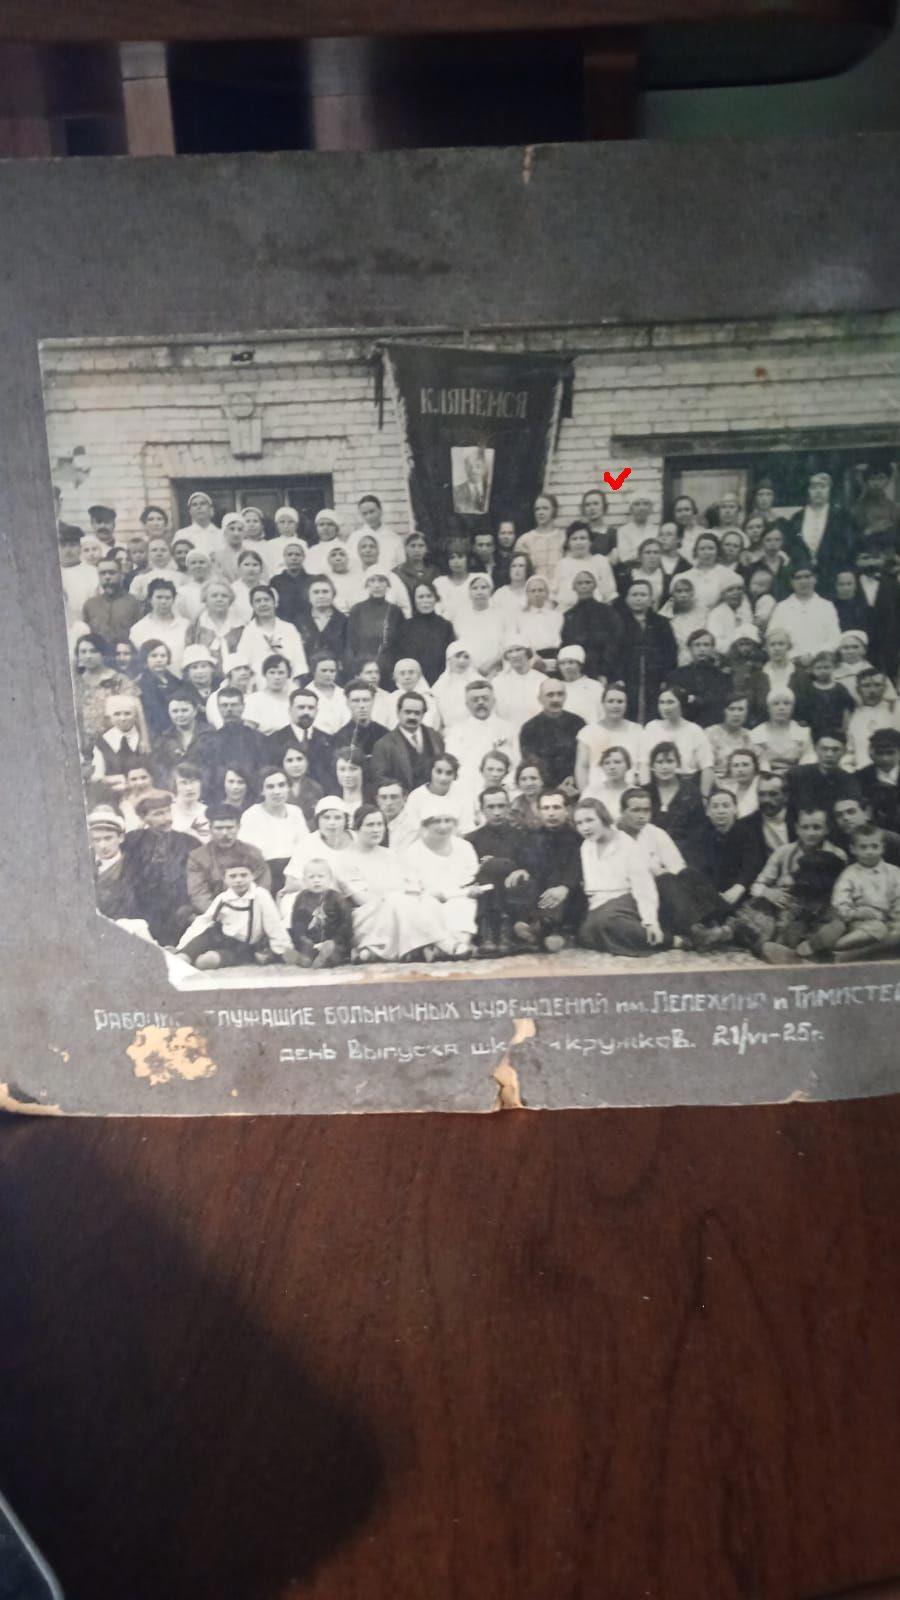 КЛЯНЕМСЯ
СЛУЖАЩИЕ БОЛЬНИЧНЫХ УЧРЕЖДЕНИЙ им. ЛЕПЕХИНА и
день Выпуска кружков. 21/VI-25г.